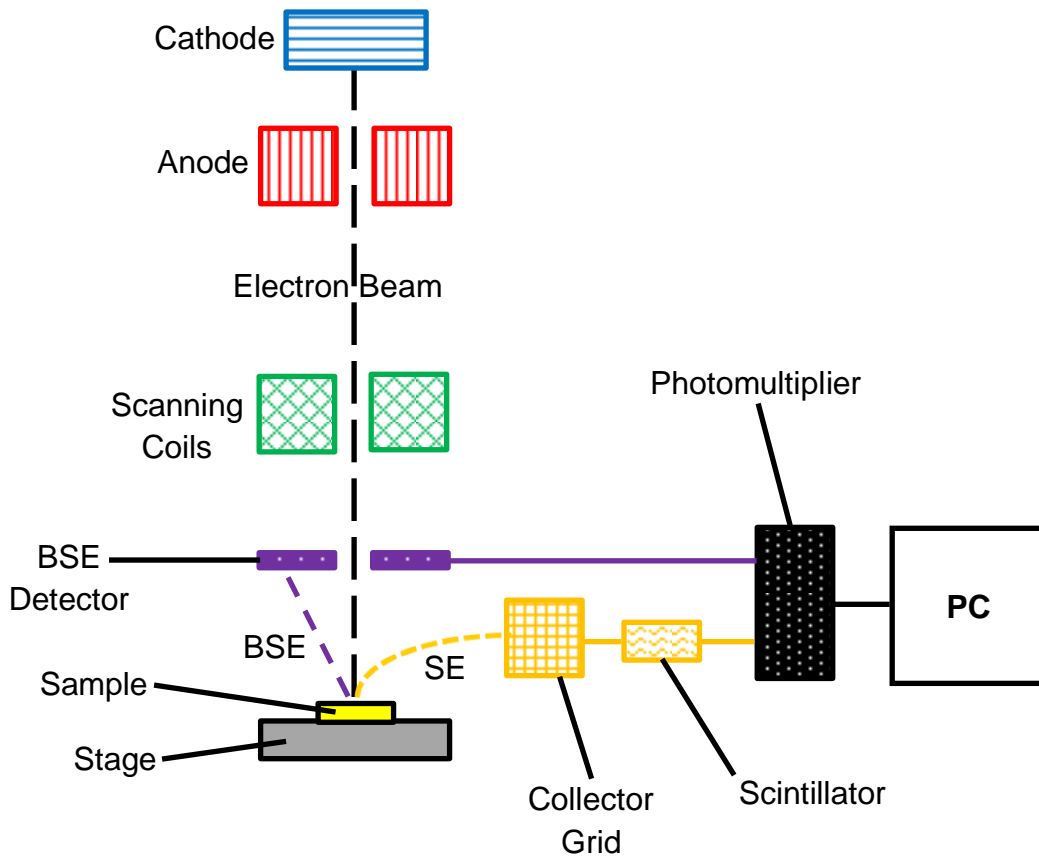 Cathode
Anode
Electron Beam
Scanning
Coils
Photomultiplier
BSE
Detector
PC
BSE
SE
Sample
Stage
Collector
Grid
Scintillator